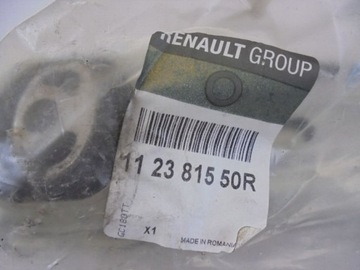 RENAULT GROUP
11 23 815 50R
X1
MADE IN ROMANIA